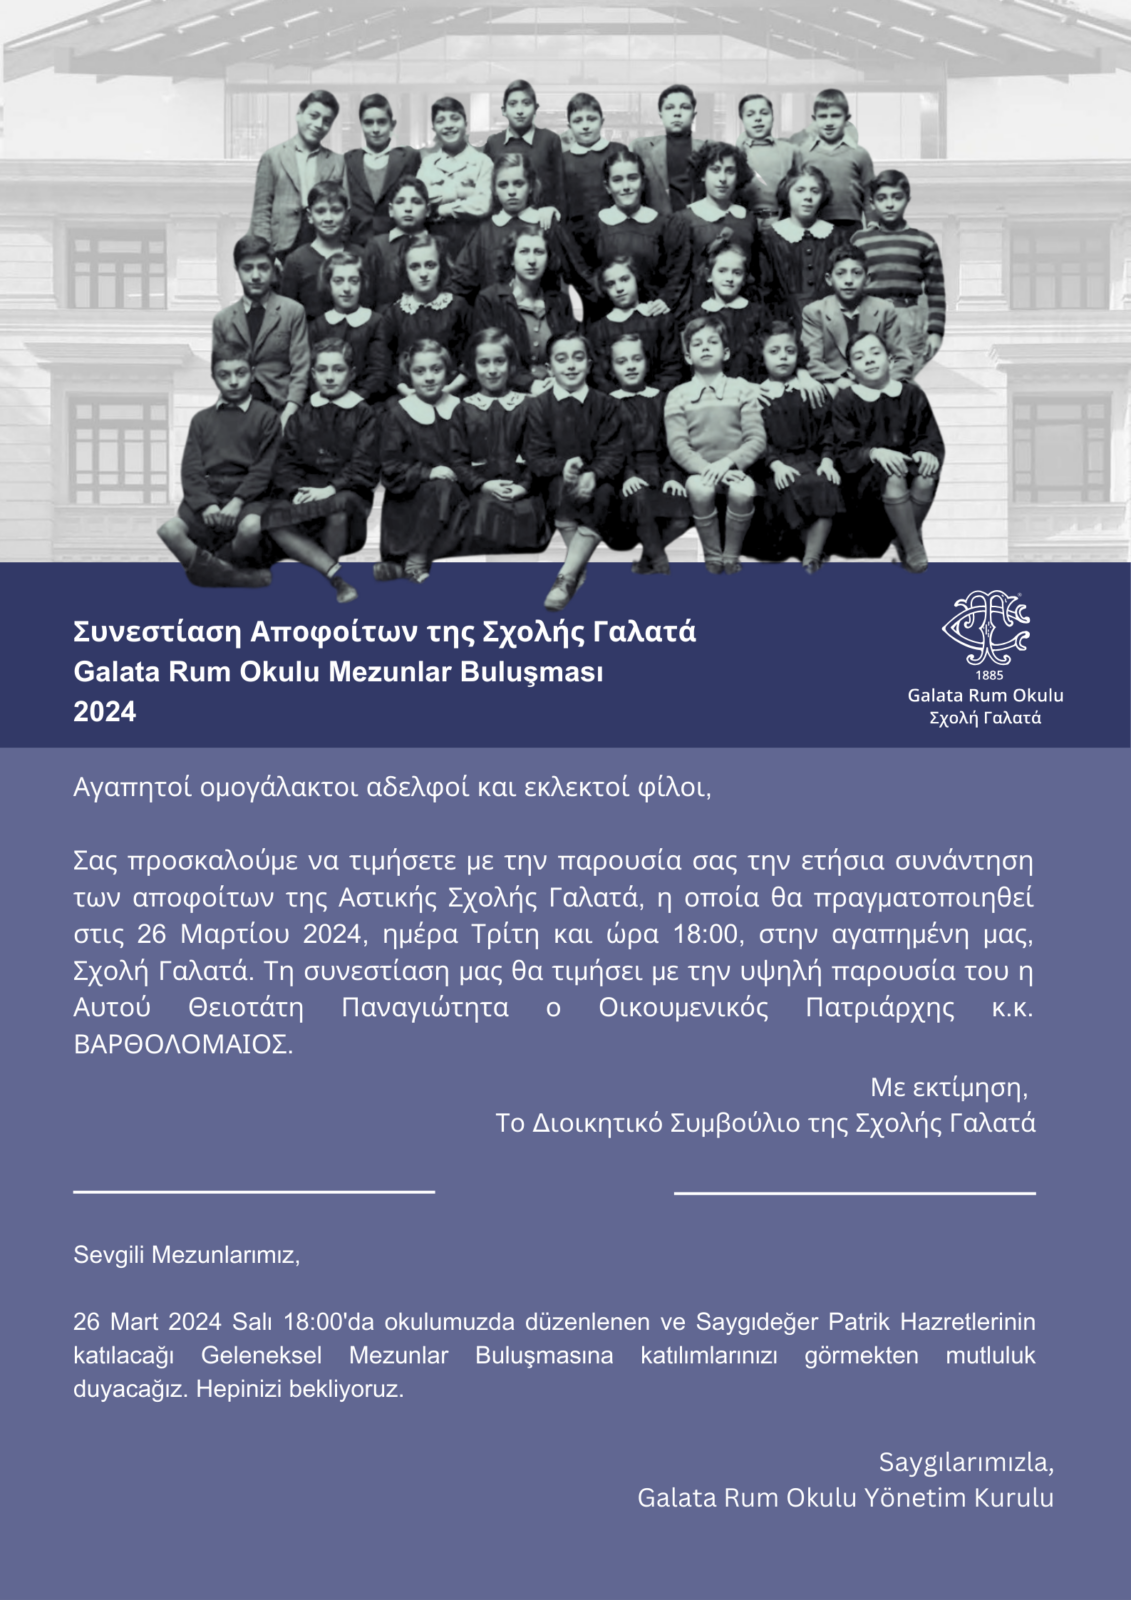 Συνεστίαση Αποφοίτων της Σχολής Γαλατά
Galata Rum Okulu Mezunlar Buluşması
2024
1885
Galata Rum Okulu
Σχολή Γαλατά
Αγαπητοί ομογάλακτοι αδελφοί και εκλεκτοί φίλοι,
Σας προσκαλούμε να τιμήσετε με την παρουσία σας την ετήσια συνάντηση
των αποφοίτων της Αστικής Σχολής Γαλατά, η οποία θα πραγματοποιηθεί
στις 26 Μαρτίου 2024, ημέρα Τρίτη και ώρα 18:00, στην αγαπημένη μας,
Σχολή Γαλατά. Τη συνεστίαση μας θα τιμήσει με την υψηλή παρουσία του η
Αυτού Θειοτάτη Παναγιώτητα ο Οικουμενικός Πατριάρχης κ.κ.
ΒΑΡΘΟΛΟΜΑΙΟΣ.
Με εκτίμηση,
Το Διοικητικό Συμβούλιο της Σχολής Γαλατά
Sevgili Mezunlarımız,
26 Mart 2024 Salı 18:00'da okulumuzda düzenlenen ve Saygıdeğer Patrik Hazretlerinin
katılacağı Geleneksel Mezunlar Buluşmasına katılımlarınızı görmekten mutluluk
duyacağız. Hepinizi bekliyoruz.
Saygılarımızla,
Galata Rum Okulu Yönetim Kurulu